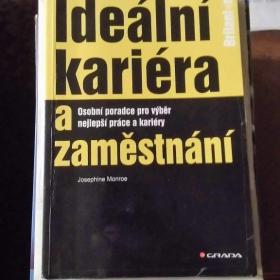 Ideální
kariéra
a
Osobní poradce pro výběr
nejlepší práce a kariéry
zaměstnání
Josephine Monroe
GRADA